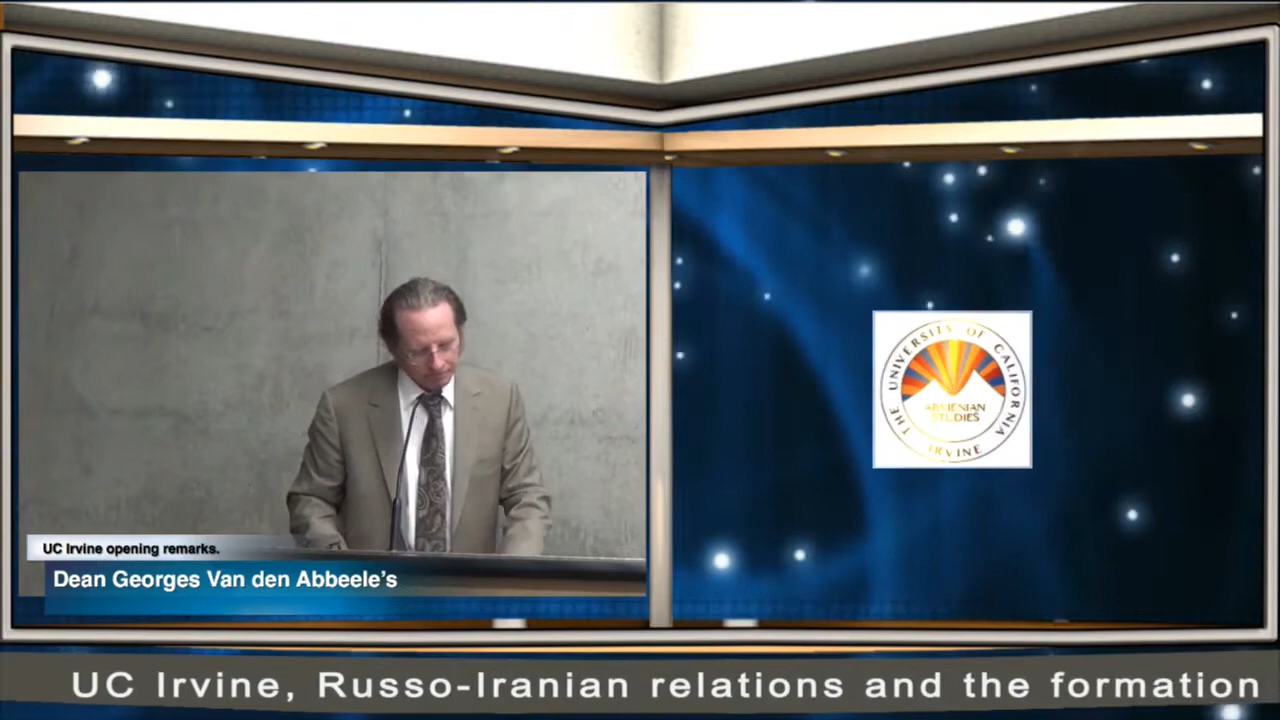 THE UNIVERSITY OF CALIFORNIA
ARMENIAN
STUDIES
IRVINE
UC Irvine opening remarks.
Dean Georges Van den Abbeele's
UC Irvine, Russo-Iranian relations and the formation